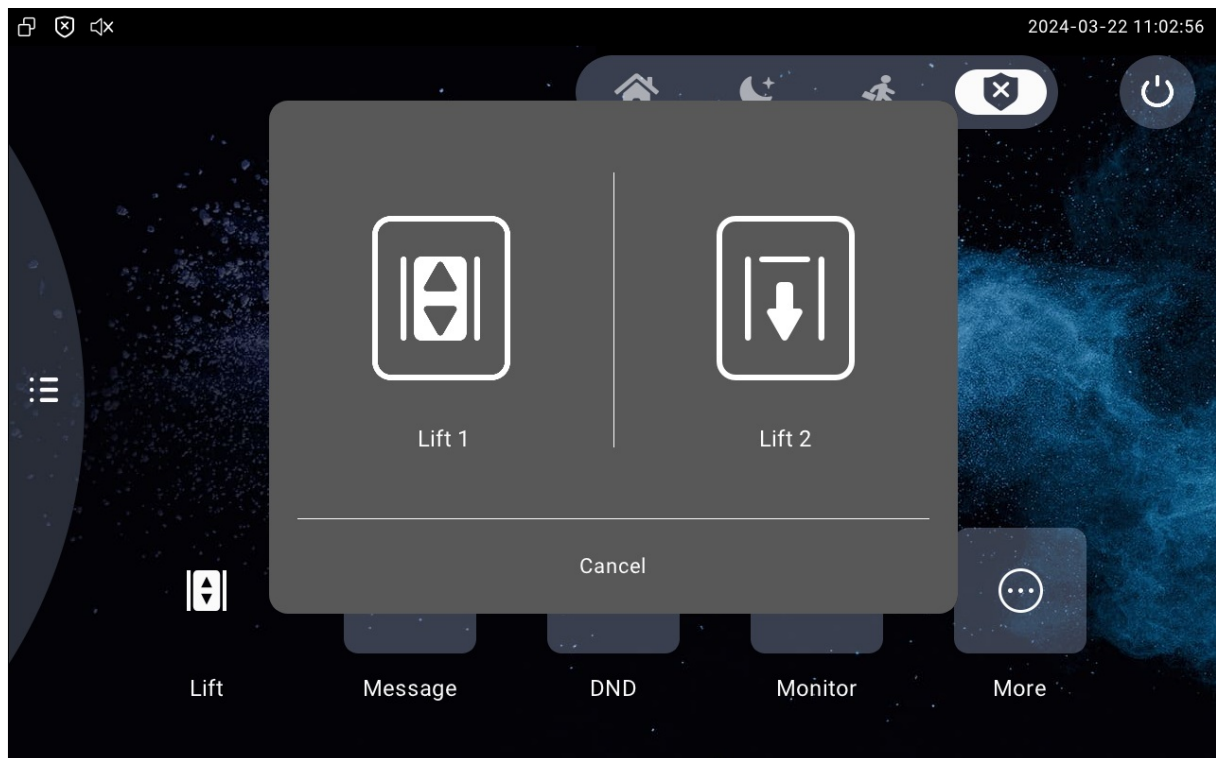 2024-03-22 11:02:56
Lift 1
Lift 2
Cancel
Lift
Message
DND
Monitor
More